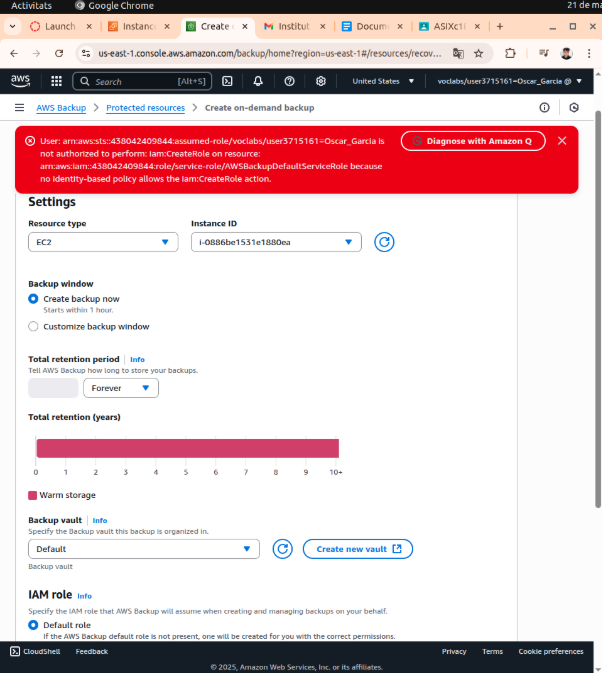 Activitats
Google Chrome
21 de ma
Launch
Instanc
Create
Institut
Docume
ASIXc1
us-east-1.console.aws.amazon.com/backup/home?region=us-east-1#/resources/recov...
aws
Search
[Alt+S]
United States
voclabs/user3715161=Oscar_Garcia @
AWS Backup
Protected resources
Create on-demand backup
User: arn:aws:sts::438042409844:assumed-role/voclabs/user3715161=Oscar_Garcia is
not authorized to perform: iam:CreateRole on resource:
arn:aws:iam::438042409844:role/service-role/AWSBackupDefaultServiceRole because
no identity-based policy allows the iam:CreateRole action.
Diagnose with Amazon Q
Settings
Resource type
Instance ID
EC2
i-0886be1531e1880ea
Backup window
Create backup now
Starts within 1 hour.
Customize backup window
Total retention period
Info
Tell AWS Backup how long to store your backups.
Forever
Total retention (years)
0 1 2 3 4 5 6 7 8 9 10+
Warm storage
Backup vault
Info
Specify the Backup vault this backup is organized in.
Default
Create new vault
Backup vault
IAM role
Info
Specify the IAM role that AWS Backup will assume when creating and managing backups on your behalf.
Default role
If the AWS Backup default role is not present, one will be created for you with the correct permissions.
CloudShell
Feedback
Privacy
Terms
Cookie preferences
© 2025, Amazon Web Services, Inc. or its affiliates.